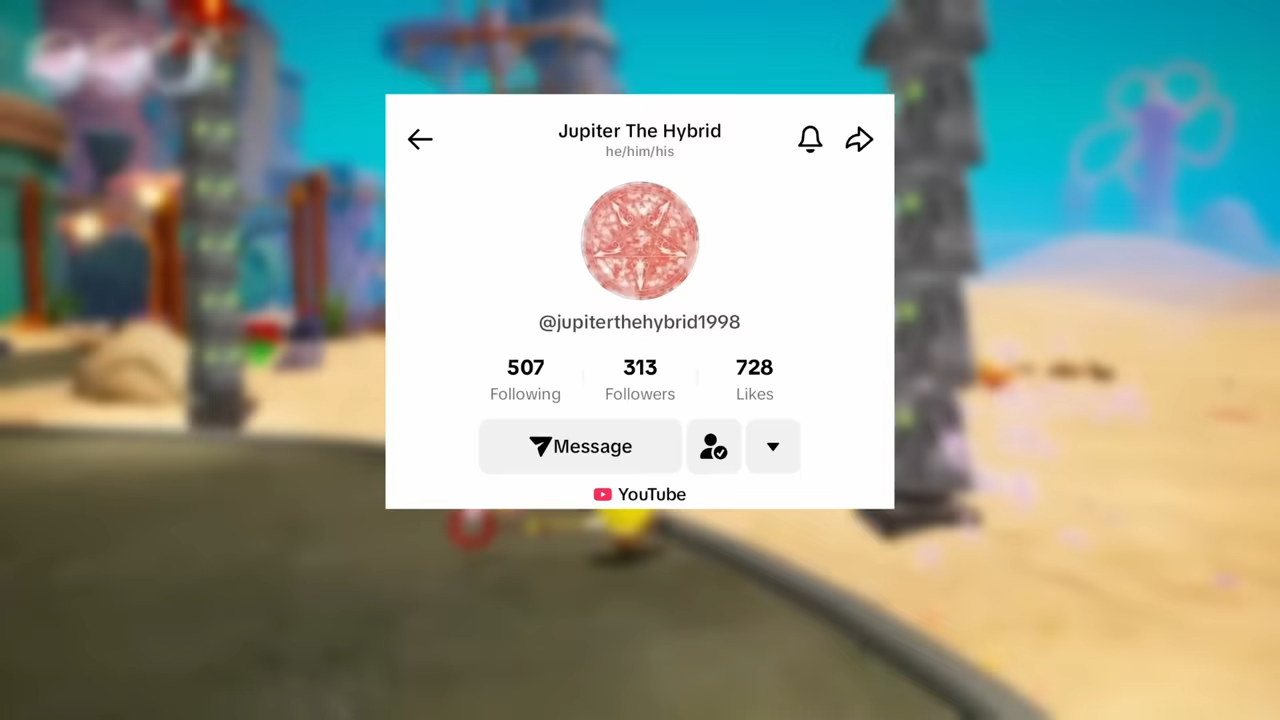 Jupiter The Hybrid
he/him/his
@jupiterthehybrid1998
507 313 728
Following Followers Likes
Message
YouTube